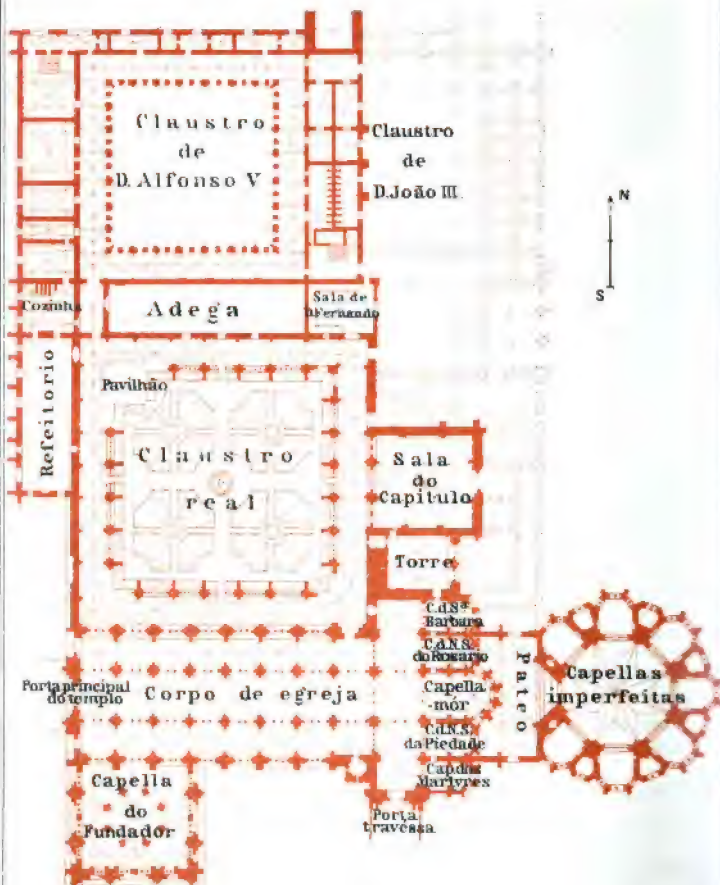 Claustro
de
D. Alfonso V
Claustro
de
D. João III.
N
S
Cozinha
Adega
Sala de
D. Fernando
Refeitorio
Pavilhão
Claustro
real
Sala
do
Capitulo
Torre
C.d.Sª
Barbara
C.d.N.S.
do Rosario
Capella
-mór
C.d.N.S.
da Piedade
Cap. dos
Martyres
Pateo
Capellas
imperfeitas
Porta principal
do templo
Corpo de egreja
Capella
do
Fundador
Porta
travessa